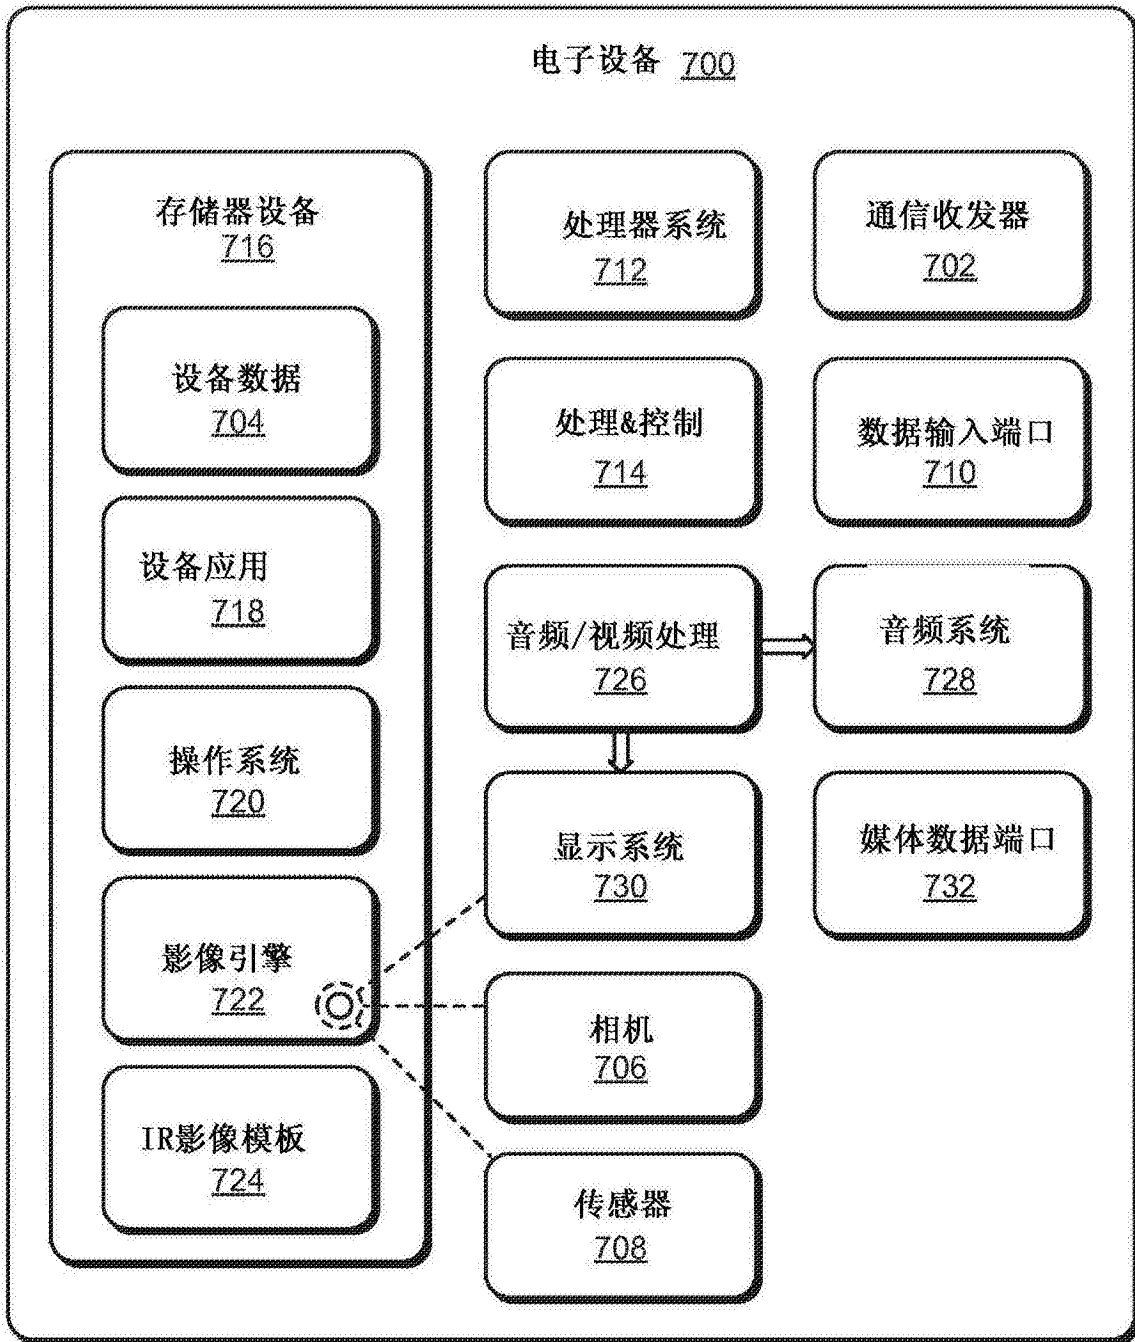 电子设备 700
存储器设备
716
设备数据
704
设备应用
718
操作系统
720
影像引擎
722
IR影像模板
724
处理器系统
712
通信收发器
702
处理&控制
714
数据输入端口
710
音频/视频处理
726
音频系统
728
显示系统
730
媒体数据端口
732
相机
706
传感器
708